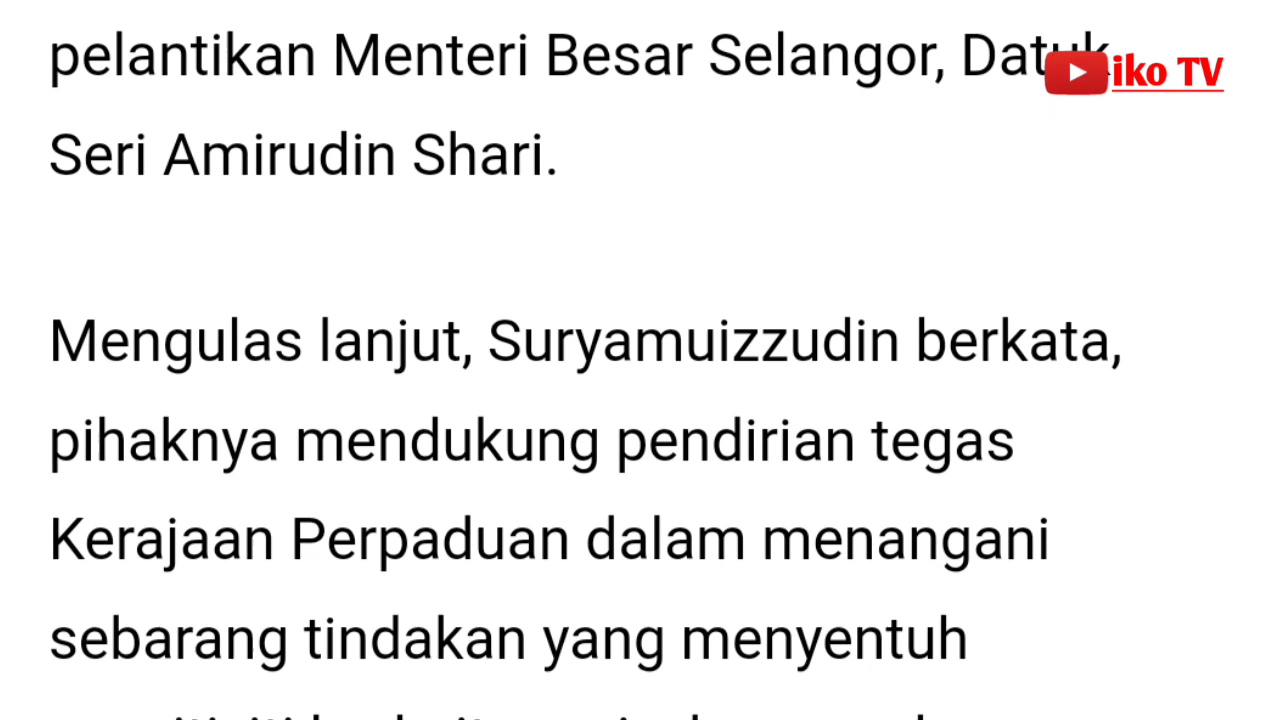 pelantikan Menteri Besar Selangor, Datuk
iko TV
Seri Amirudin Shari.
Mengulas lanjut, Suryamuizzudin berkata,
pihaknya mendukung pendirian tegas
Kerajaan Perpaduan dalam menangani
sebarang tindakan yang menyentuh